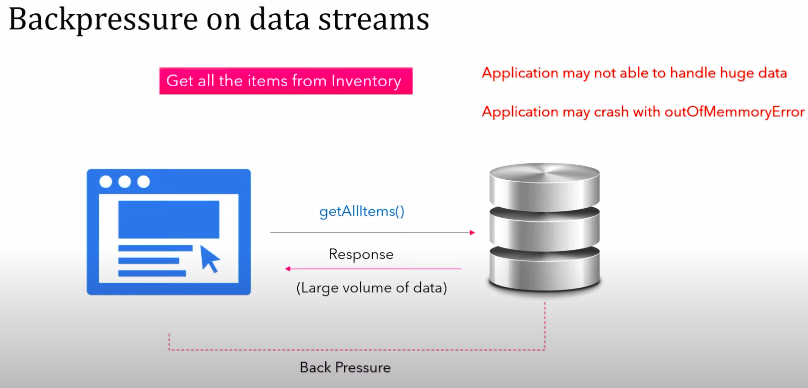 Backpressure on data streams
Get all the items from Inventory
Application may not able to handle huge data
Application may crash with outOfMemmoryError
getAllItems()
Response
(Large volume of data)
Back Pressure